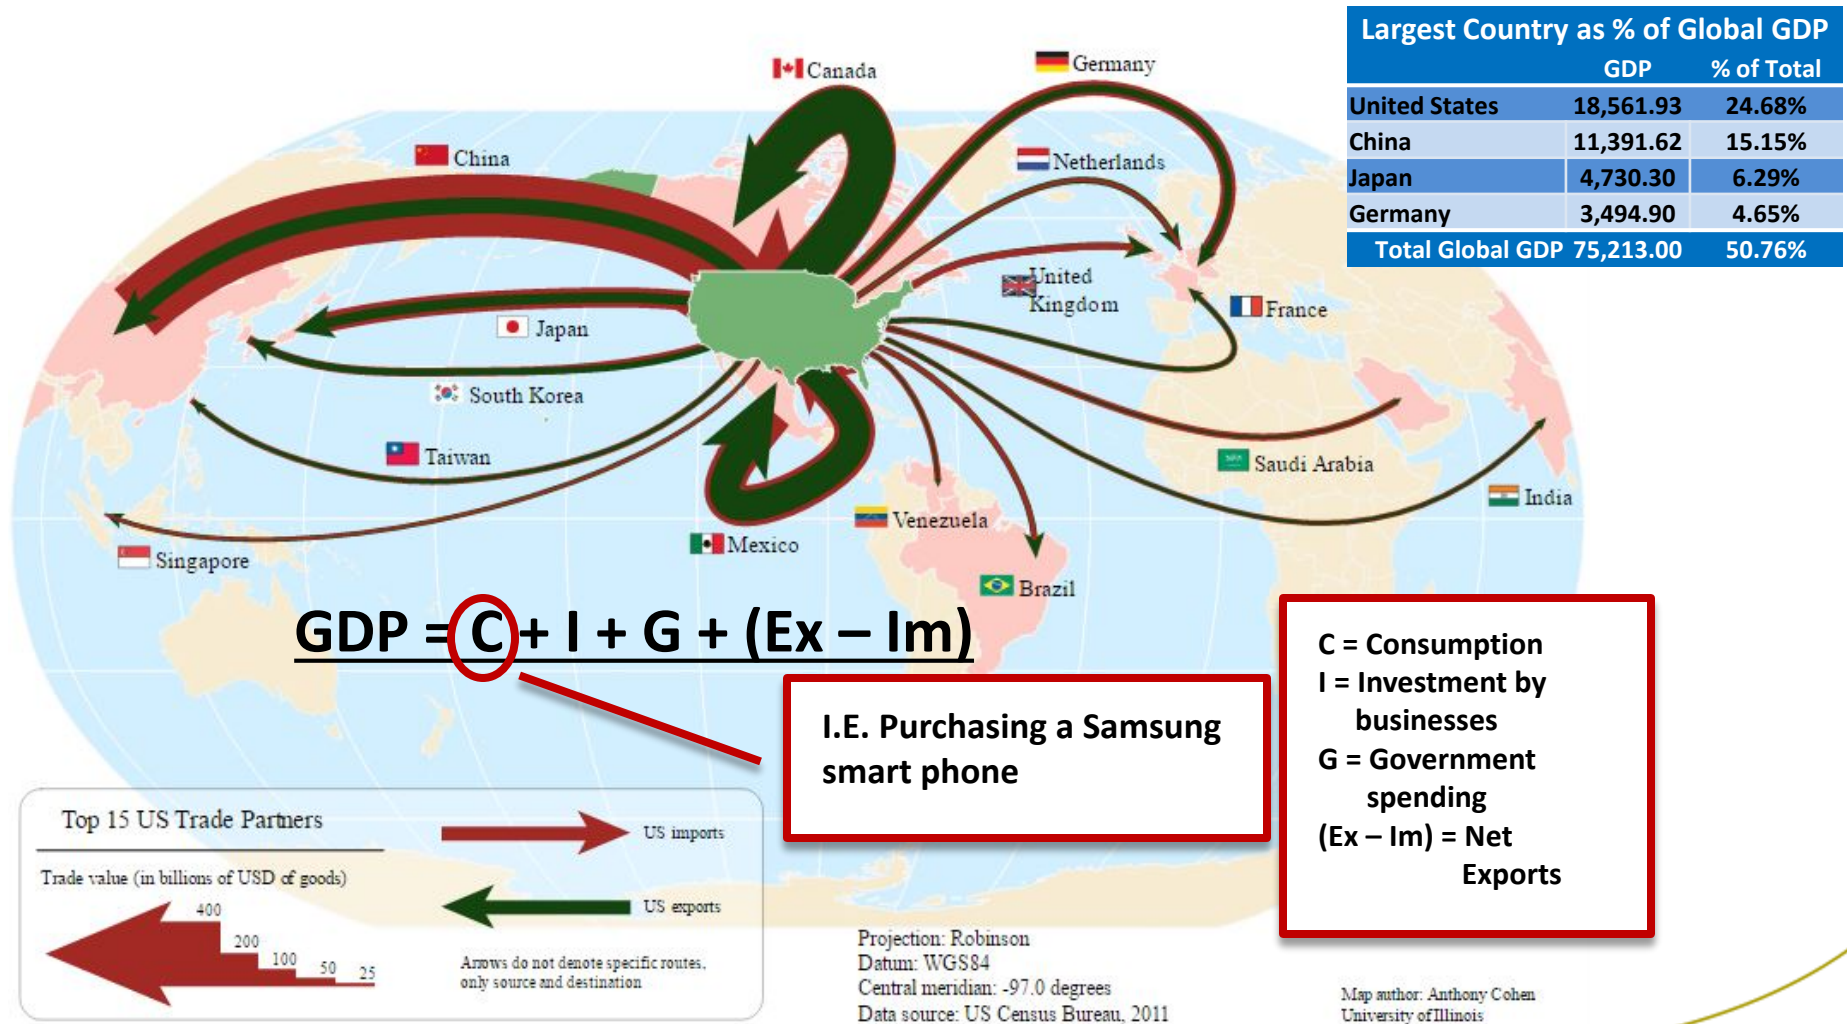 Largest Country as % of Global GDP
GDP % of Total
United States 18,561.93 24.68%
China 11,391.62 15.15%
Japan 4,730.30 6.29%
Germany 3,494.90 4.65%
Total Global GDP 75,213.00 50.76%
Canada
Germany
China
Netherlands
United
Kingdom
France
Japan
South Korea
Taiwan
Saudi Arabia
India
Venezuela
Mexico
Singapore
Brazil
GDP = C + I + G + (Ex – Im)
I.E. Purchasing a Samsung
smart phone
C = Consumption
I = Investment by
businesses
G = Government
spending
(Ex – Im) = Net
Exports
Top 15 US Trade Partners
Trade value (in billions of USD of goods)
400
200
100
50
25
US imports
US exports
Arrows do not denote specific routes,
only source and destination
Projection: Robinson
Datum: WGS84
Central meridian: -97.0 degrees
Data source: US Census Bureau, 2011
Map author: Anthony Cohen
University of Illinois